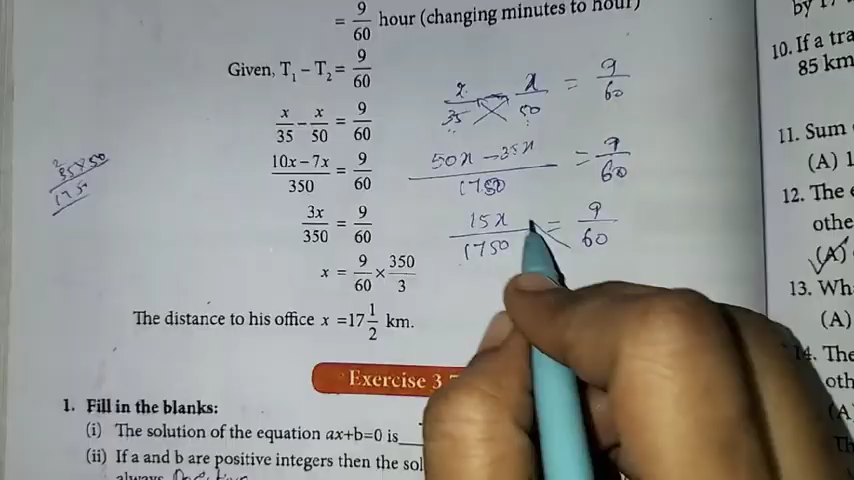 = 9/60 hour (changing minutes to hour)
Given, T₁ – T₂ = 9/60
x/35 – x/50 = 9/60
10x – 7x/350 = 9/60
3x/350 = 9/60
x = 9/60 × 350/3
The distance to his office x = 17 1/2 km.
35×50
1750
x/35 – x/50 = 9/60
50x – 35x/1750 = 9/60
15x/1750 = 9/60
Exercise 3.
1. Fill in the blanks:
(i) The solution of the equation ax+b=0 is
(ii) If a and b are positive integers then the
always
by
10. If a
85 km
11. Sum
(A) 1
12. The
othe
(A)
13. Wh
(A)
14. The
oth
(A